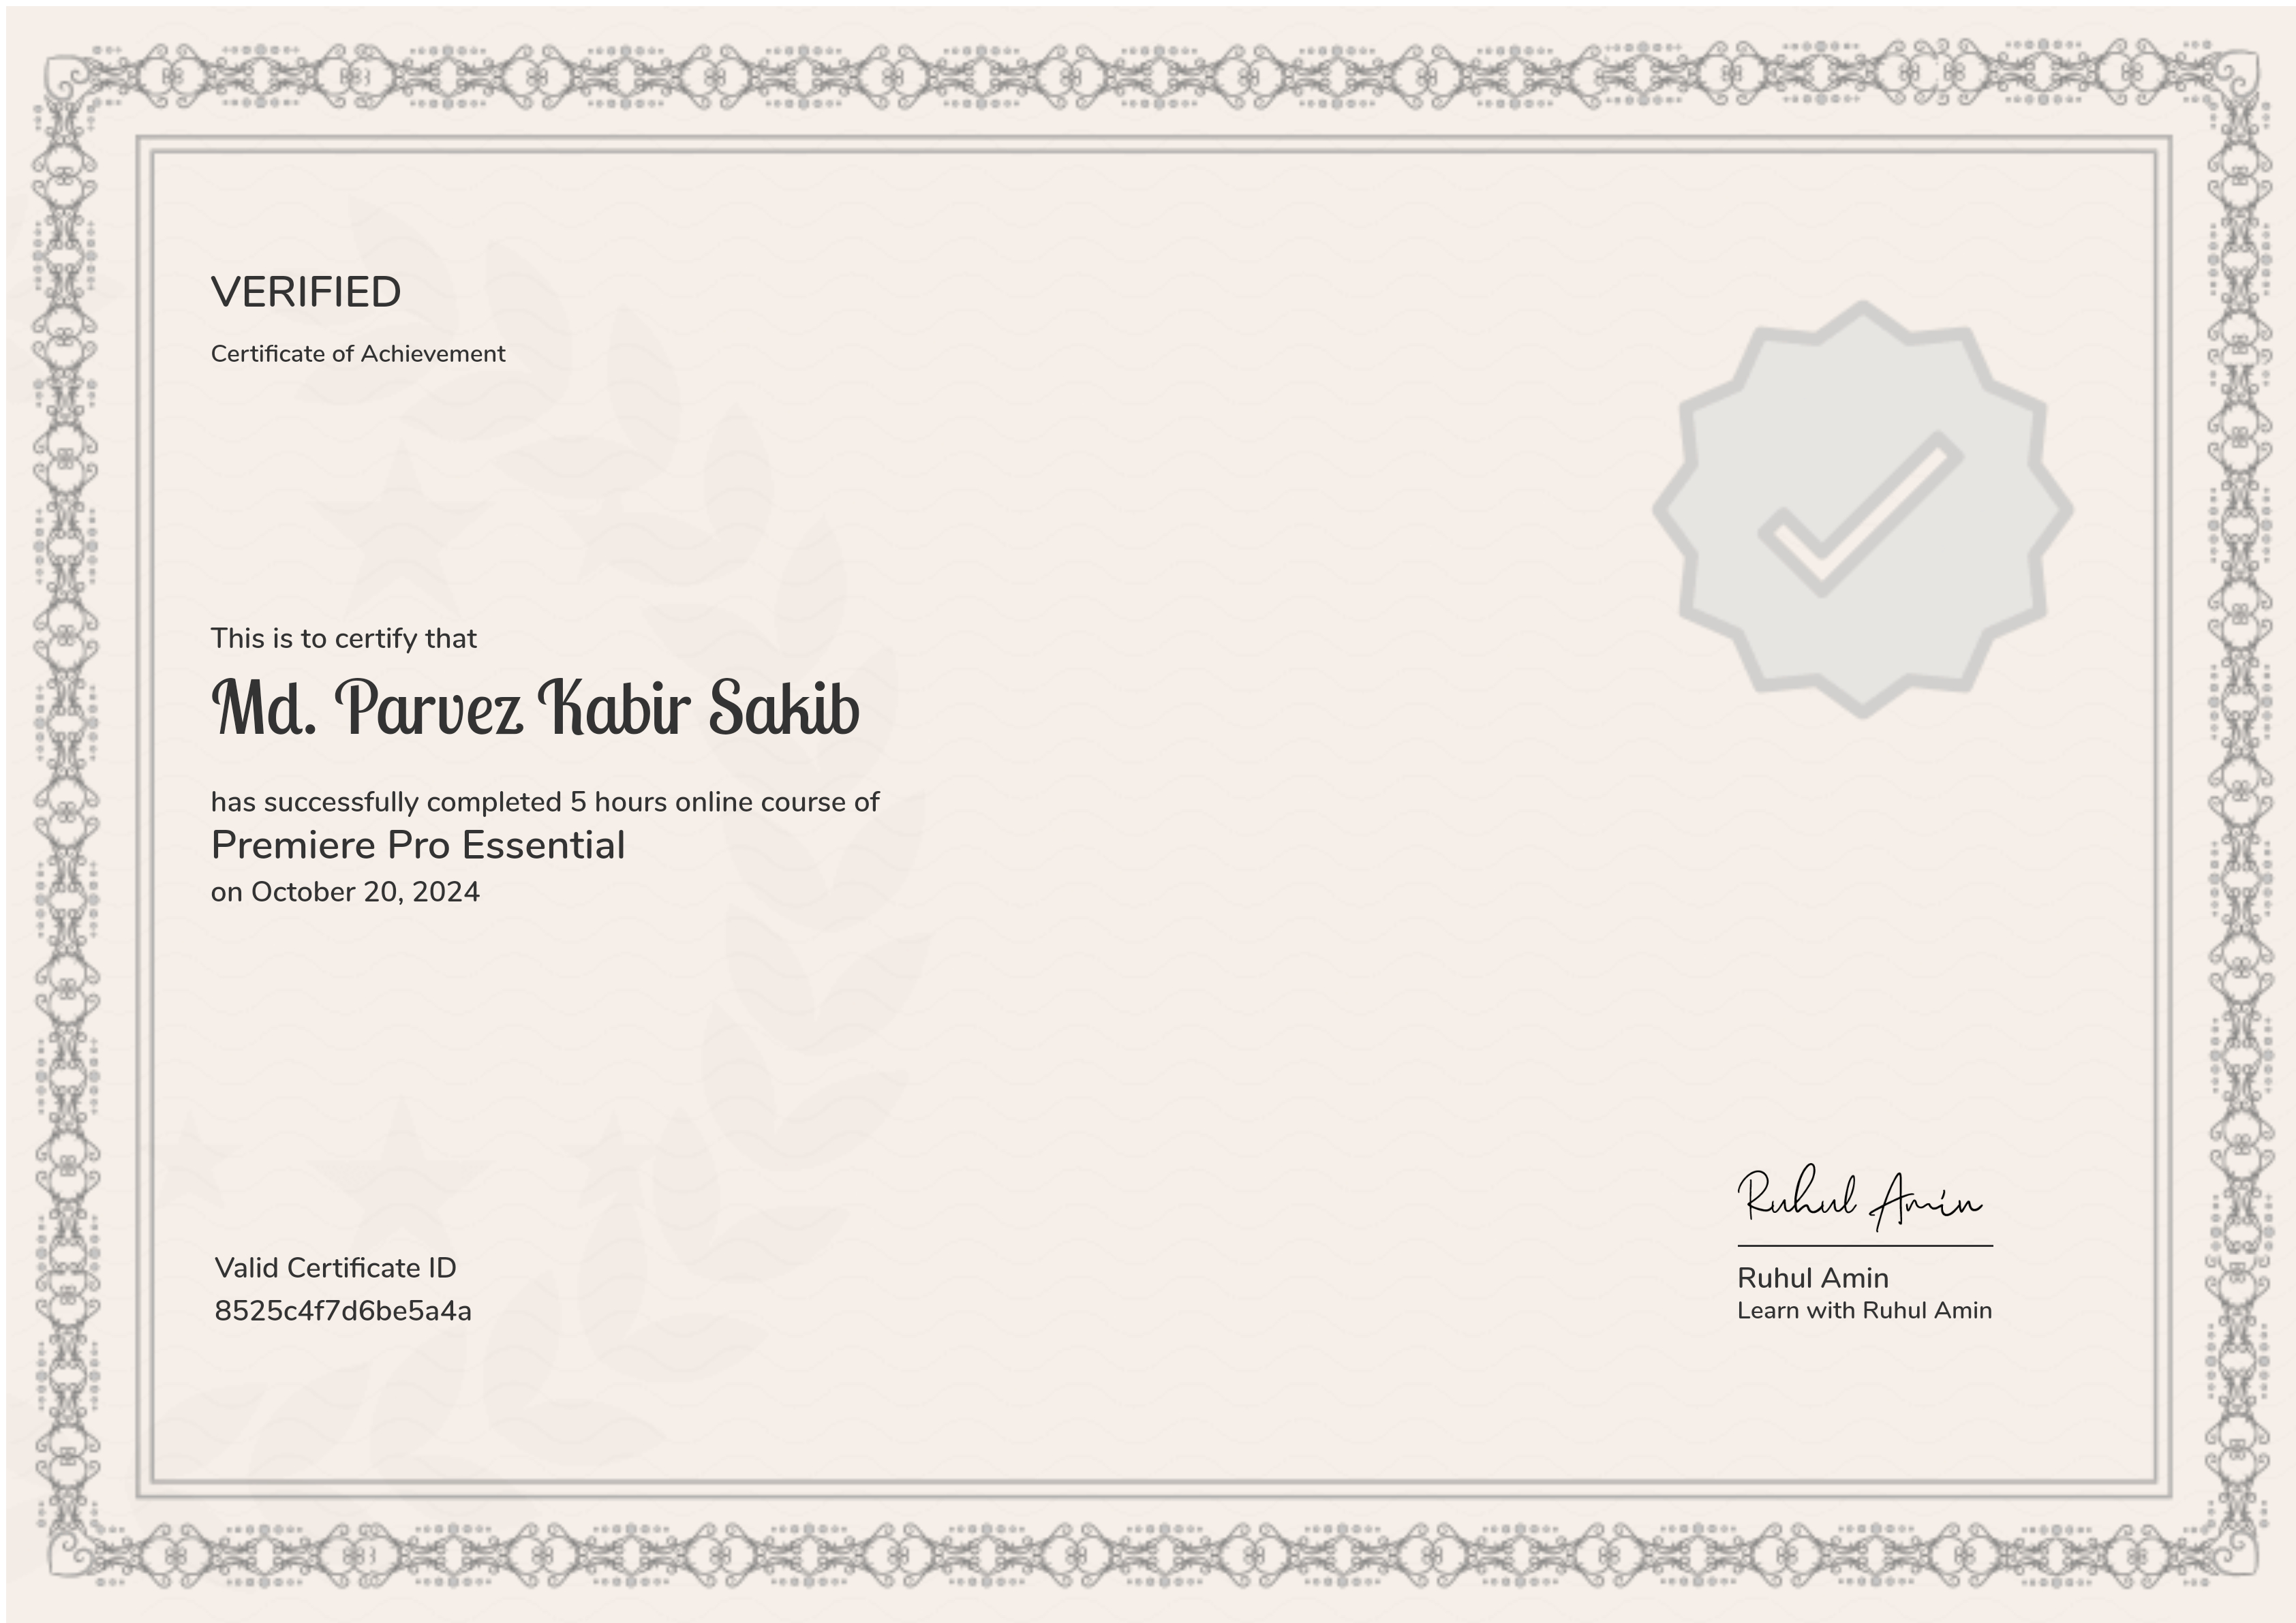 VERIFIED
Certificate of Achievement
This is to certify that
Md. Parvez Kabir Sakib
has successfully completed 5 hours online course of
Premiere Pro Essential
on October 20, 2024
Valid Certificate ID
8525c4f7d6be5a4a
Ruhul Amin
Ruhul Amin
Learn with Ruhul Amin